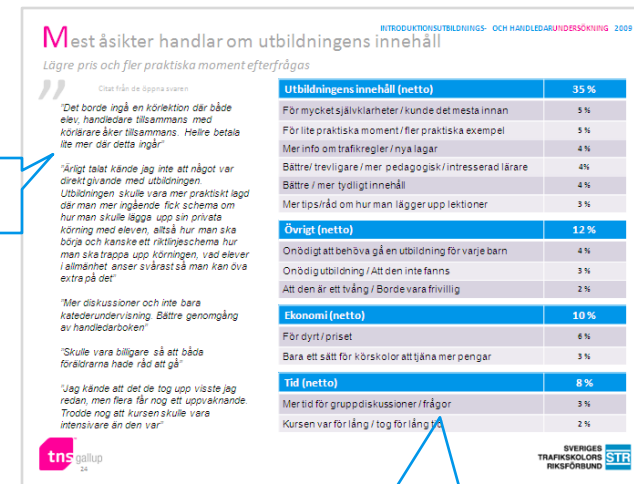 INTRODUKTIONSUTBILDNINGS- OCH HANDLEDARUNDERSÖKNING 2009
Mest åsikter handlar om utbildningens innehåll
Lägre pris och fler praktiska moment efterfrågas
”
Citat från de öppna svaren
”Det borde ingå en körlektion där både
elev, handledare tillsammans med
körlärare åker tillsammans. Hellre betala
lite mer där detta ingår”
”Ärligt talat kände jag inte att något var
direkt givande med utbildningen.
Utbildningen skulle vara mer praktiskt lagd
där man mer ingående fick schema om
hur man skulle lägga upp sin privata
körning med eleven, alltså hur man ska
börja och kanske ett riktlinjeschema hur
man ska trappa upp körningen, vad elever
i allmänhet anser svårast så man kan öva
extra på det”
”Mer diskussioner och inte bara
katederundervisning. Bättre genomgång
av handledarboken”
”Skulle vara billigare så att båda
föräldrarna hade råd att gå”
”Jag kände att det de tog upp visste jag
redan, men flera får nog ett uppvaknande.
Trodde nog att kursen skulle vara
intensivare än den var”
Utbildningens innehåll (netto) 35 %
För mycket självklarheter / kunde det mesta innan 5 %
För lite praktiska moment / fler praktiska exempel 5 %
Mer info om trafikregler / nya lagar 4 %
Bättre/ trevligare / mer pedagogisk / intresserad lärare 4%
Bättre / mer tydligt innehåll 4 %
Mer tips/råd om hur man lägger upp lektioner 3 %
Övrigt (netto) 12 %
Onödigt att behöva gå en utbildning för varje barn 4 %
Onödig utbildning / Att den inte fanns 3 %
Att den är ett tvång / Borde vara frivillig 2 %
Ekonomi (netto) 10 %
För dyrt / priset 6 %
Bara ett sätt för körskolor att tjäna mer pengar 3 %
Tid (netto) 8 %
Mer tid för gruppdiskussioner / frågor 3 %
Kursen var för lång / tog för lång tid 2 %
tns gallup
24
SVERIGES
TRAFIKSKOLORS
RIKSFÖRBUND
STR